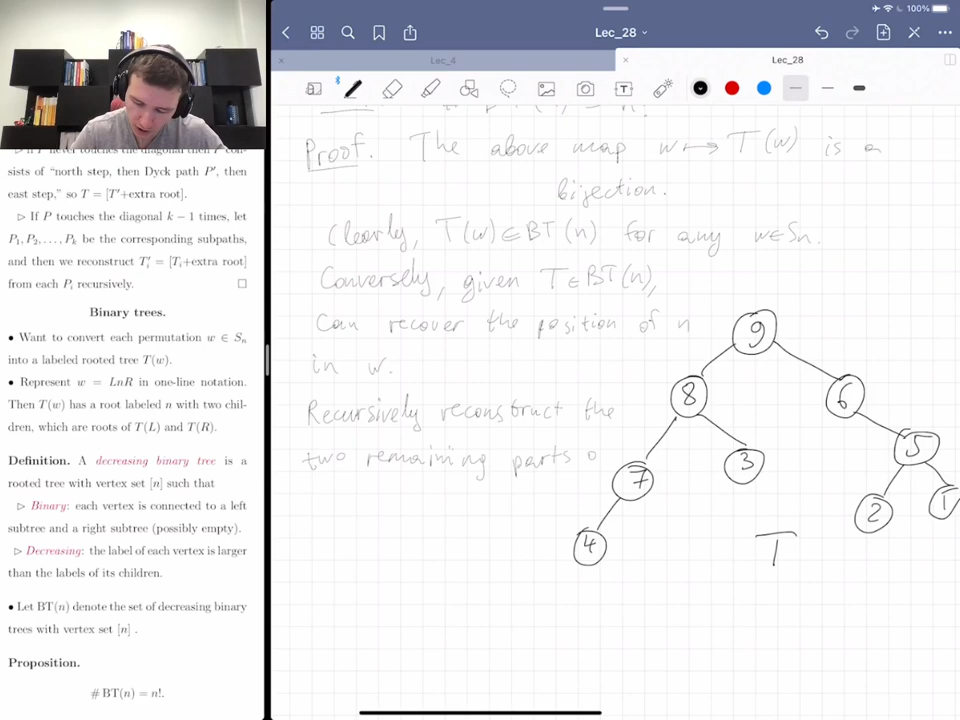 100%
Lec_28
Lec_4
Lec_28
sists of “north step, then Dyck path P′, then
east step,” so T = [T′+extra root].
▷ If P touches the diagonal k − 1 times, let
P₁, P₂, . . . , Pₖ be the corresponding subpaths,
and then we reconstruct T′ᵢ = [Tᵢ+extra root]
from each Pᵢ recursively. □
Binary trees.
• Want to convert each permutation w ∈ Sₙ
into a labeled rooted tree T(w).
• Represent w = LnR in one-line notation.
Then T(w) has a root labeled n with two chil-
dren, which are roots of T(L) and T(R).
Definition. A decreasing binary tree is a
rooted tree with vertex set [n] such that
▷ Binary: each vertex is connected to a left
subtree and a right subtree (possibly empty).
▷ Decreasing: the label of each vertex is larger
than the labels of its children.
• Let BT(n) denote the set of decreasing binary
trees with vertex set [n] .
Proposition.
# BT(n) = n!.
Proof. The above map w ↦ T(w) is a
bijection.
Clearly, T(w) ∈ BT(n) for any w∈Sn.
Conversely, given T∈BT(n),
can recover the position of n
in w.
Recursively reconstruct the
two remaining parts o
9
8
6
7
3
5
4
2
1
T